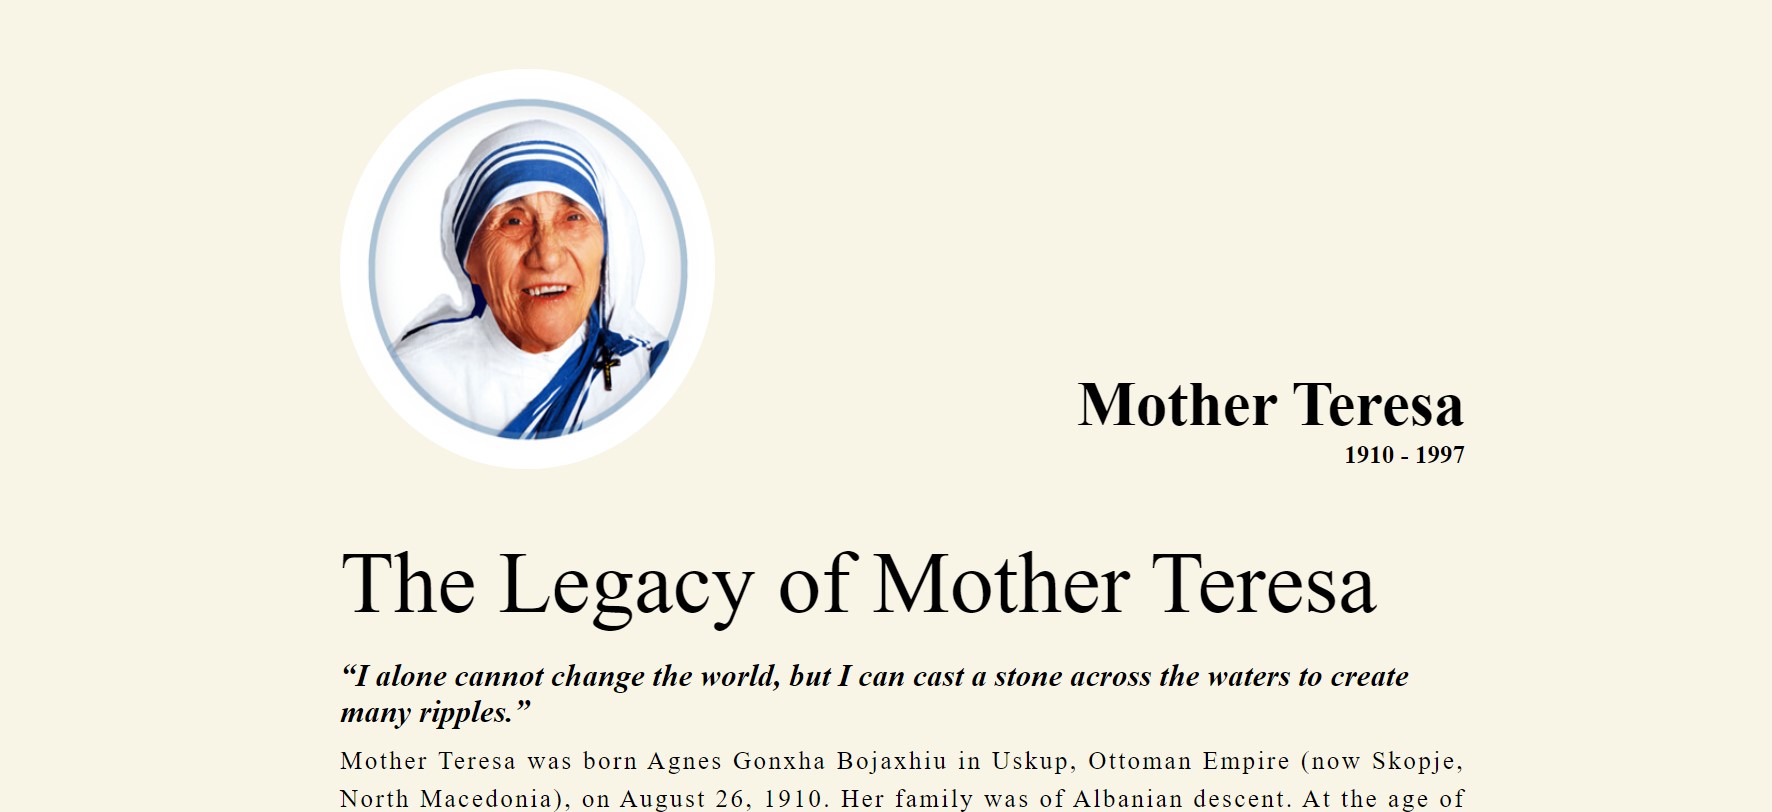 Mother Teresa
1910 - 1997
The Legacy of Mother Teresa
“I alone cannot change the world, but I can cast a stone across the waters to create
many ripples.”
Mother Teresa was born Agnes Gonxha Bojaxhiu in Uskup, Ottoman Empire (now Skopje,
North Macedonia), on August 26, 1910. Her family was of Albanian descent. At the age of